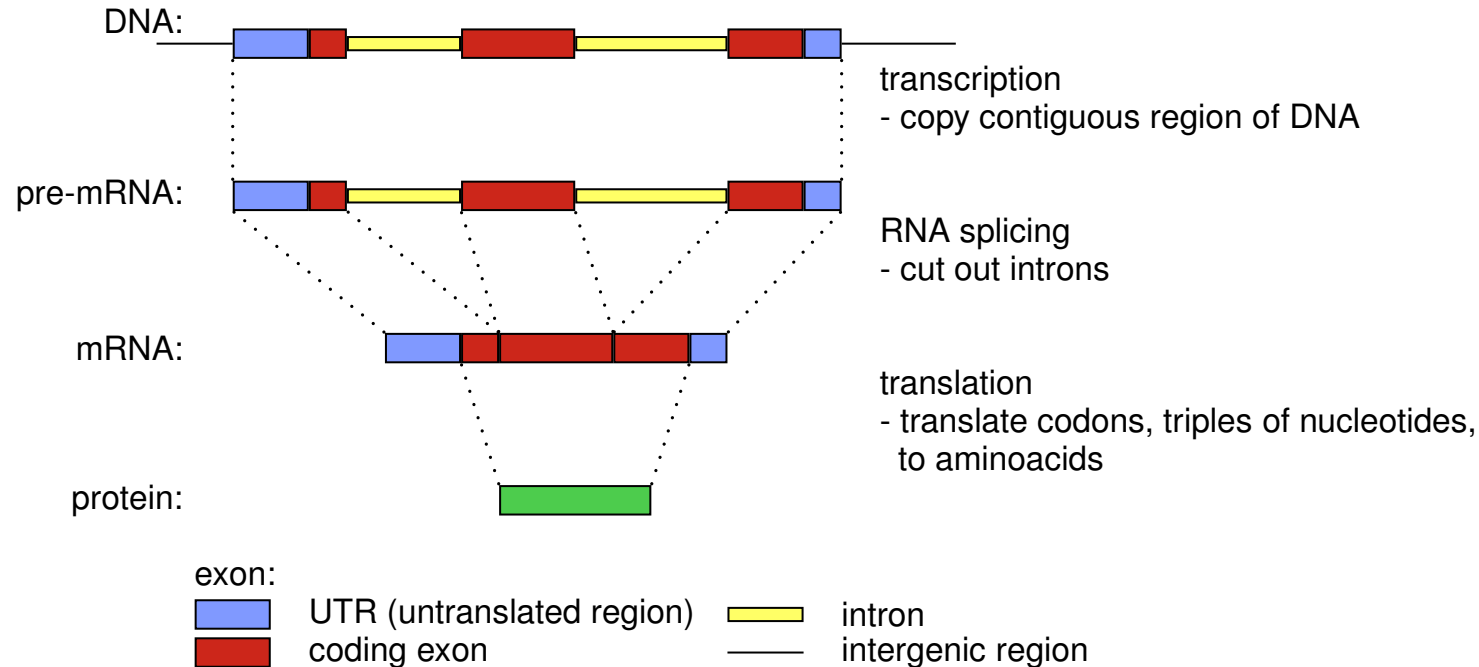 DNA:
transcription
- copy contiguous region of DNA
pre-mRNA:
RNA splicing
- cut out introns
mRNA:
translation
- translate codons, triples of nucleotides,
to aminoacids
protein:
exon:
UTR (untranslated region)
intron
coding exon
intergenic region